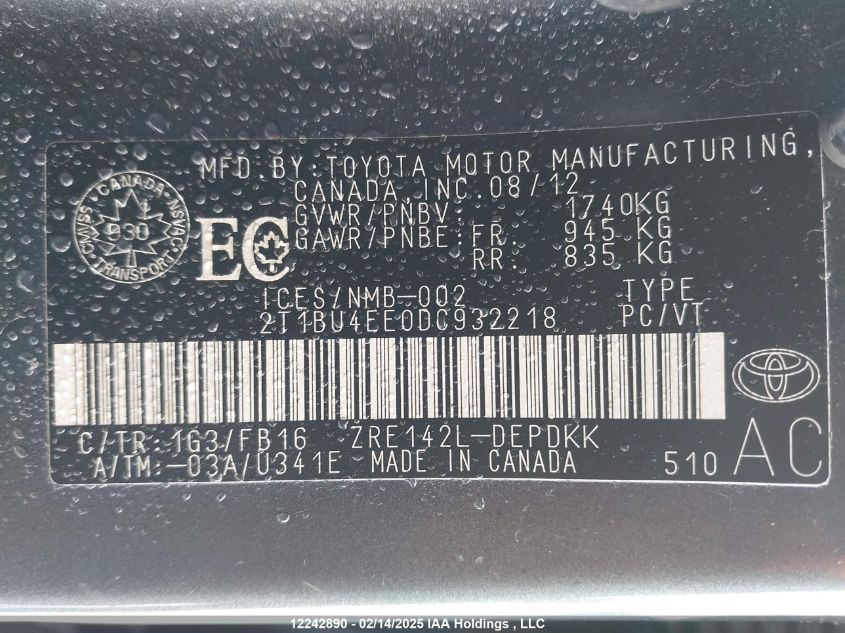 MFD.BY:TOYOTA MOTOR MANUFACTURING,
CANADA,INC.08/12
GVWR/PNBV: 1740KG
GAWR/PNBE:FR: 945 KG
RR: 835 KG
CANADA
NSVAC
930
CMVSS
TRANSPORT
EC
ICES/NMB-002 TYPE
2T1BU4EE0DC932218 PC/VT
C/TR:1G3/FB16 ZRE142L-DEPDKK
A/TM:-03A/U341E MADE IN CANADA 510 AC
12242890 - 02/14/2025 IAA Holdings , LLC